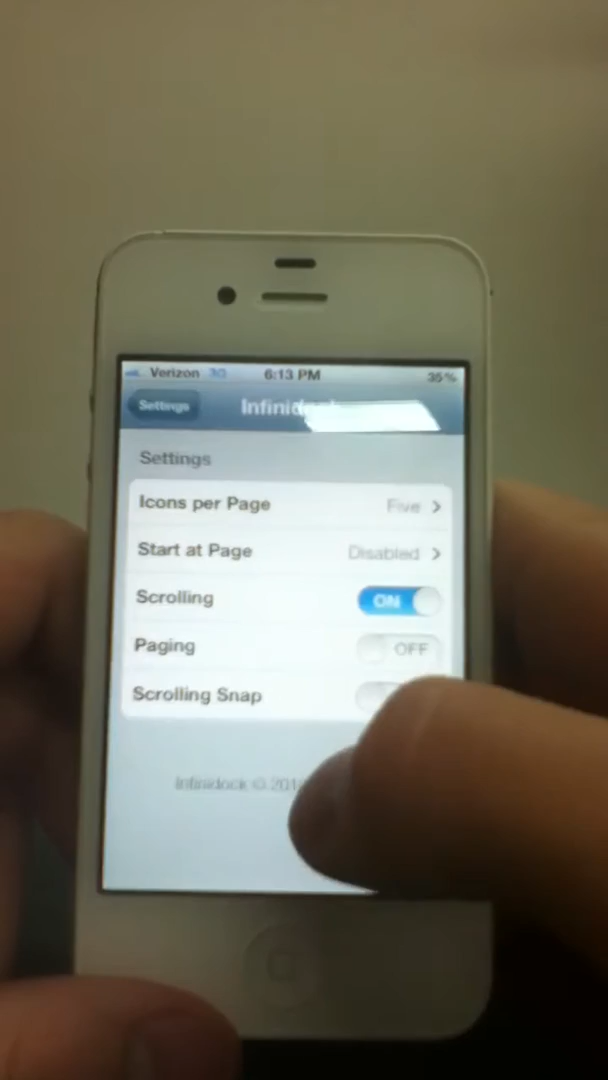 Verizon 3G 6:13 PM 35%
Settings
Settings
Icons per Page Five
Start at Page Disabled
Scrolling ON
Paging OFF
Scrolling Snap
Infinidock ©